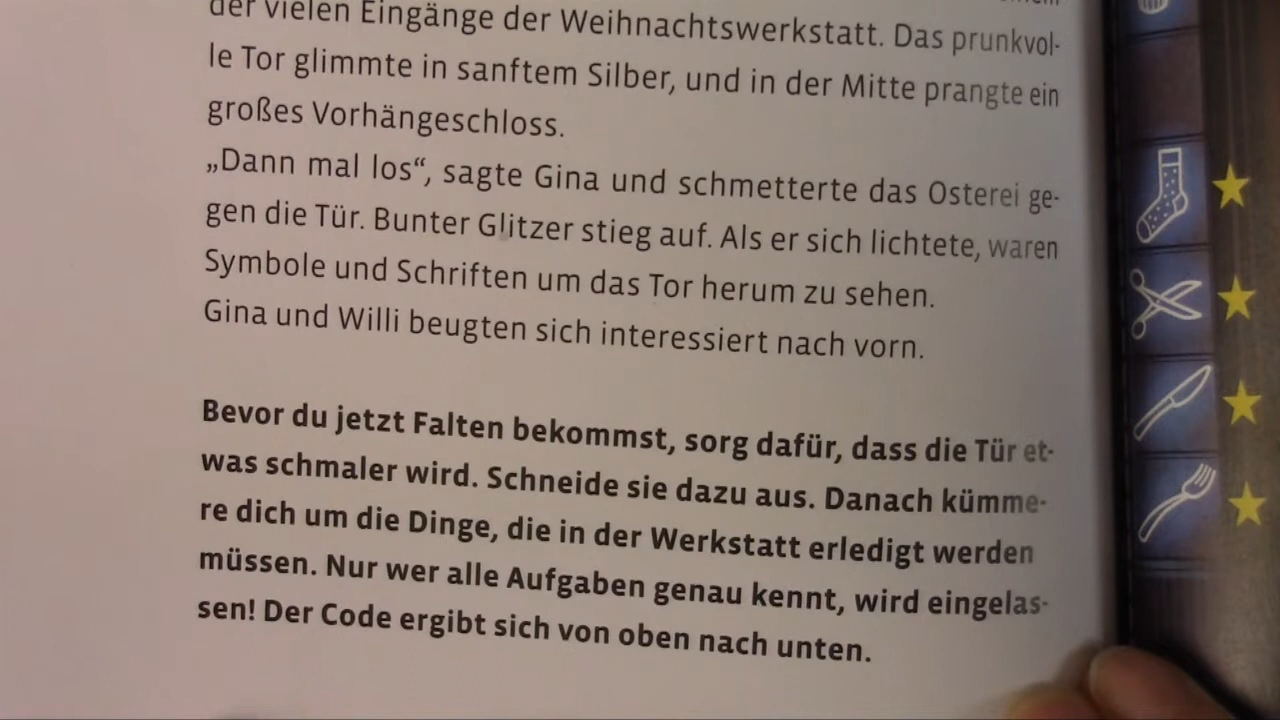 der vielen Eingänge der Weihnachtswerkstatt. Das prunkvol-
le Tor glimmte in sanftem Silber, und in der Mitte prangte ein
großes Vorhängeschloss.
„Dann mal los“, sagte Gina und schmetterte das Osterei ge-
gen die Tür. Bunter Glitzer stieg auf. Als er sich lichtete, waren
Symbole und Schriften um das Tor herum zu sehen.
Gina und Willi beugten sich interessiert nach vorn.
Bevor du jetzt Falten bekommst, sorg dafür, dass die Tür et-
was schmaler wird. Schneide sie dazu aus. Danach kümme-
re dich um die Dinge, die in der Werkstatt erledigt werden
müssen. Nur wer alle Aufgaben genau kennt, wird eingelas-
sen! Der Code ergibt sich von oben nach unten.